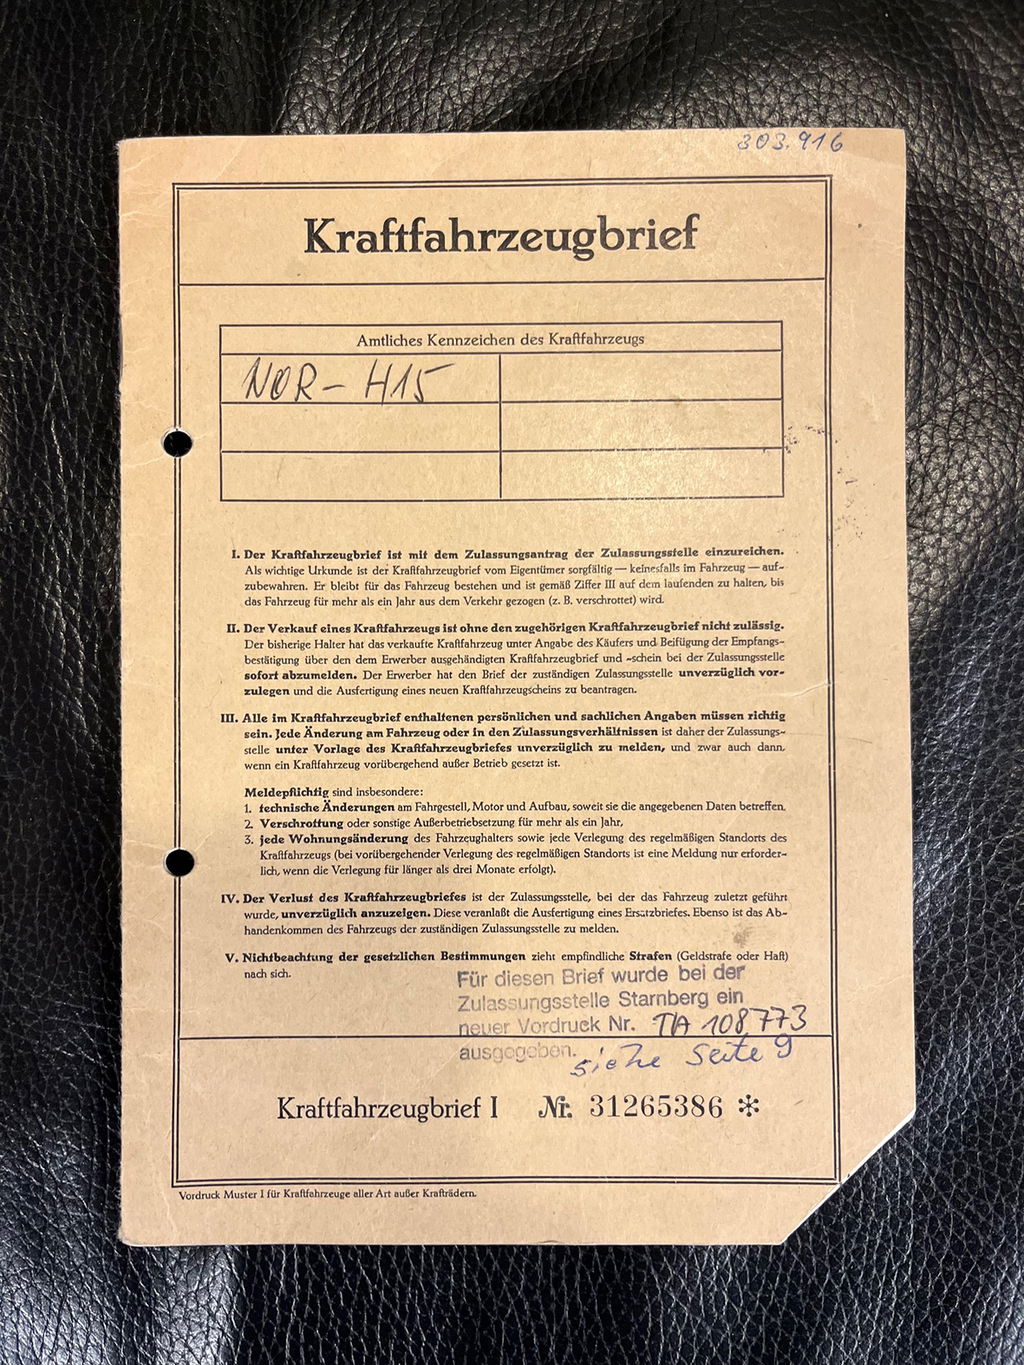 303.916
Kraftfahrzeugbrief
Amtliches Kennzeichen des Kraftfahrzeugs
NOR - H15
I. Der Kraftfahrzeugbrief ist mit dem Zulassungsantrag der Zulassungsstelle einzureichen.
Als wichtige Urkunde ist der Kraftfahrzeugbrief vom Eigentümer sorgfältig — keinesfalls im Fahrzeug — auf-
zubewahren. Er bleibt für das Fahrzeug bestehen und ist gemäß Ziffer III auf dem laufenden zu halten, bis
das Fahrzeug für mehr als ein Jahr aus dem Verkehr gezogen (z. B. verschrottet) wird.
II. Der Verkauf eines Kraftfahrzeugs ist ohne den zugehörigen Kraftfahrzeugbrief nicht zulässig.
Der bisherige Halter hat das verkaufte Kraftfahrzeug unter Angabe des Käufers und Beifügung der Empfangs-
bestätigung über den dem Erwerber ausgehändigten Kraftfahrzeugbrief und -schein bei der Zulassungsstelle
sofort abzumelden. Der Erwerber hat den Brief der zuständigen Zulassungsstelle unverzüglich vor-
zulegen und die Ausfertigung eines neuen Kraftfahrzeugscheins zu beantragen.
III. Alle im Kraftfahrzeugbrief enthaltenen persönlichen und sachlichen Angaben müssen richtig
sein. Jede Änderung am Fahrzeug oder in den Zulassungsverhältnissen ist daher der Zulassungs-
stelle unter Vorlage des Kraftfahrzeugbriefes unverzüglich zu melden, und zwar auch dann,
wenn ein Kraftfahrzeug vorübergehend außer Betrieb gesetzt ist.
Meldepflichtig sind insbesondere:
1. technische Änderungen am Fahrgestell, Motor und Aufbau, soweit sie die angegebenen Daten betreffen,
2. Verschrottung oder sonstige Außerbetriebsetzung für mehr als ein Jahr,
3. jede Wohnungsänderung des Fahrzeughalters sowie jede Verlegung des regelmäßigen Standorts des
Kraftfahrzeugs (bei vorübergehender Verlegung des regelmäßigen Standorts ist eine Meldung nur erforder-
lich, wenn die Verlegung für länger als drei Monate erfolgt).
IV. Der Verlust des Kraftfahrzeugbriefes ist der Zulassungsstelle, bei der das Fahrzeug zuletzt geführt
wurde, unverzüglich anzuzeigen. Diese veranlaßt die Ausfertigung eines Ersatzbriefes. Ebenso ist das Ab-
handenkommen des Fahrzeugs der zuständigen Zulassungsstelle zu melden.
V. Nichtbeachtung der gesetzlichen Bestimmungen zieht empfindliche Strafen (Geldstrafe oder Haft)
nach sich.
Für diesen Brief wurde bei der
Zulassungsstelle Starnberg ein
neuer Vordruck Nr. TA 108773
ausgegeben. siehe Seite 9
Kraftfahrzeugbrief I Nr. 31265386 *
Vordruck Muster I für Kraftfahrzeuge aller Art außer Krafträdern.